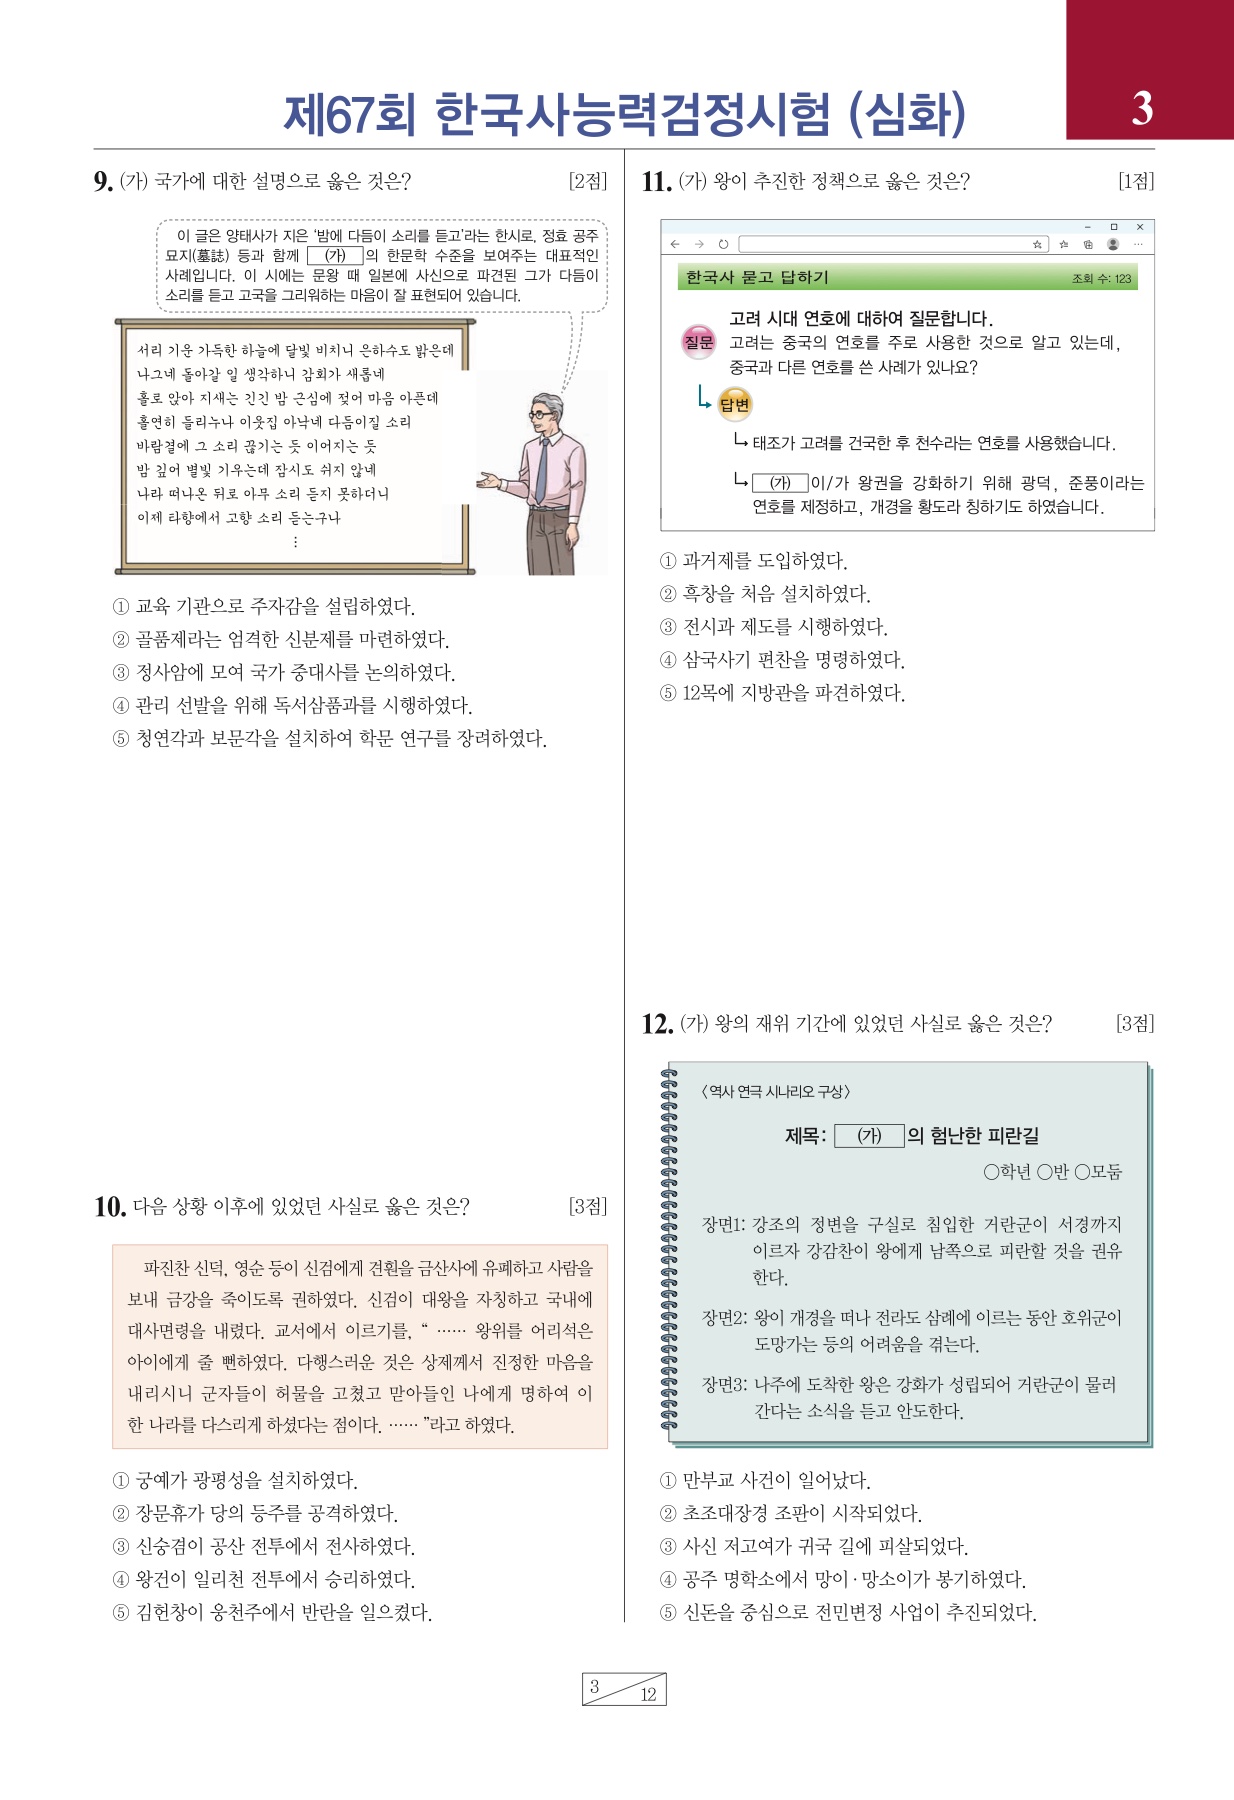 제67회 한국사능력검정시험 (심화)
3
9. (가) 국가에 대한 설명으로 옳은 것은? [2점]
이 글은 양태사가 지은 '밤에 다듬이 소리를 듣고'라는 한시로, 정효 공주
묘지(墓誌) 등과 함께 (가) 의 한문학 수준을 보여주는 대표적인
사례입니다. 이 시에는 문왕 때 일본에 사신으로 파견된 그가 다듬이
소리를 듣고 고국을 그리워하는 마음이 잘 표현되어 있습니다.
서리 기운 가득한 하늘에 달빛 비치니 은하수도 밝은데
나그네 돌아갈 일 생각하니 감회가 새롭네
홀로 앉아 지새는 긴긴 밤 근심에 젖어 마음 아픈데
홀연히 들리누나 이웃집 아낙네 다듬이질 소리
바람결에 그 소리 끊기는 듯 이어지는 듯
밤 깊어 별빛 기우는데 잠시도 쉬지 않네
나라 떠나온 뒤로 아무 소리 듣지 못하더니
이제 타향에서 고향 소리 듣는구나
⋮
① 교육 기관으로 주자감을 설립하였다.
② 골품제라는 엄격한 신분제를 마련하였다.
③ 정사암에 모여 국가 중대사를 논의하였다.
④ 관리 선발을 위해 독서삼품과를 시행하였다.
⑤ 청연각과 보문각을 설치하여 학문 연구를 장려하였다.
10. 다음 상황 이후에 있었던 사실로 옳은 것은? [3점]
파진찬 신덕, 영순 등이 신검에게 견훤을 금산사에 유폐하고 사람을
보내 금강을 죽이도록 권하였다. 신검이 대왕을 자칭하고 국내에
대사면령을 내렸다. 교서에서 이르기를, “ …… 왕위를 어리석은
아이에게 줄 뻔하였다. 다행스러운 것은 상제께서 진정한 마음을
내리시니 군자들이 허물을 고쳤고 맏아들인 나에게 명하여 이
한 나라를 다스리게 하셨다는 점이다. …… ”라고 하였다.
① 궁예가 광평성을 설치하였다.
② 장문휴가 당의 등주를 공격하였다.
③ 신숭겸이 공산 전투에서 전사하였다.
④ 왕건이 일리천 전투에서 승리하였다.
⑤ 김헌창이 웅천주에서 반란을 일으켰다.
11. (가) 왕이 추진한 정책으로 옳은 것은? [1점]
한국사 묻고 답하기 조회 수: 123
질문
고려 시대 연호에 대하여 질문합니다.
고려는 중국의 연호를 주로 사용한 것으로 알고 있는데,
중국과 다른 연호를 쓴 사례가 있나요?
답변
태조가 고려를 건국한 후 천수라는 연호를 사용했습니다.
(가) 이/가 왕권을 강화하기 위해 광덕, 준풍이라는
연호를 제정하고, 개경을 황도라 칭하기도 하였습니다.
① 과거제를 도입하였다.
② 흑창을 처음 설치하였다.
③ 전시과 제도를 시행하였다.
④ 삼국사기 편찬을 명령하였다.
⑤ 12목에 지방관을 파견하였다.
12. (가) 왕의 재위 기간에 있었던 사실로 옳은 것은? [3점]
〈역사 연극 시나리오 구상〉
제목: (가) 의 험난한 피란길
○학년 ○반 ○모둠
장면1: 강조의 정변을 구실로 침입한 거란군이 서경까지
이르자 강감찬이 왕에게 남쪽으로 피란할 것을 권유
한다.
장면2: 왕이 개경을 떠나 전라도 삼례에 이르는 동안 호위군이
도망가는 등의 어려움을 겪는다.
장면3: 나주에 도착한 왕은 강화가 성립되어 거란군이 물러
간다는 소식을 듣고 안도한다.
① 만부교 사건이 일어났다.
② 초조대장경 조판이 시작되었다.
③ 사신 저고여가 귀국 길에 피살되었다.
④ 공주 명학소에서 망이·망소이가 봉기하였다.
⑤ 신돈을 중심으로 전민변정 사업이 추진되었다.
3 12